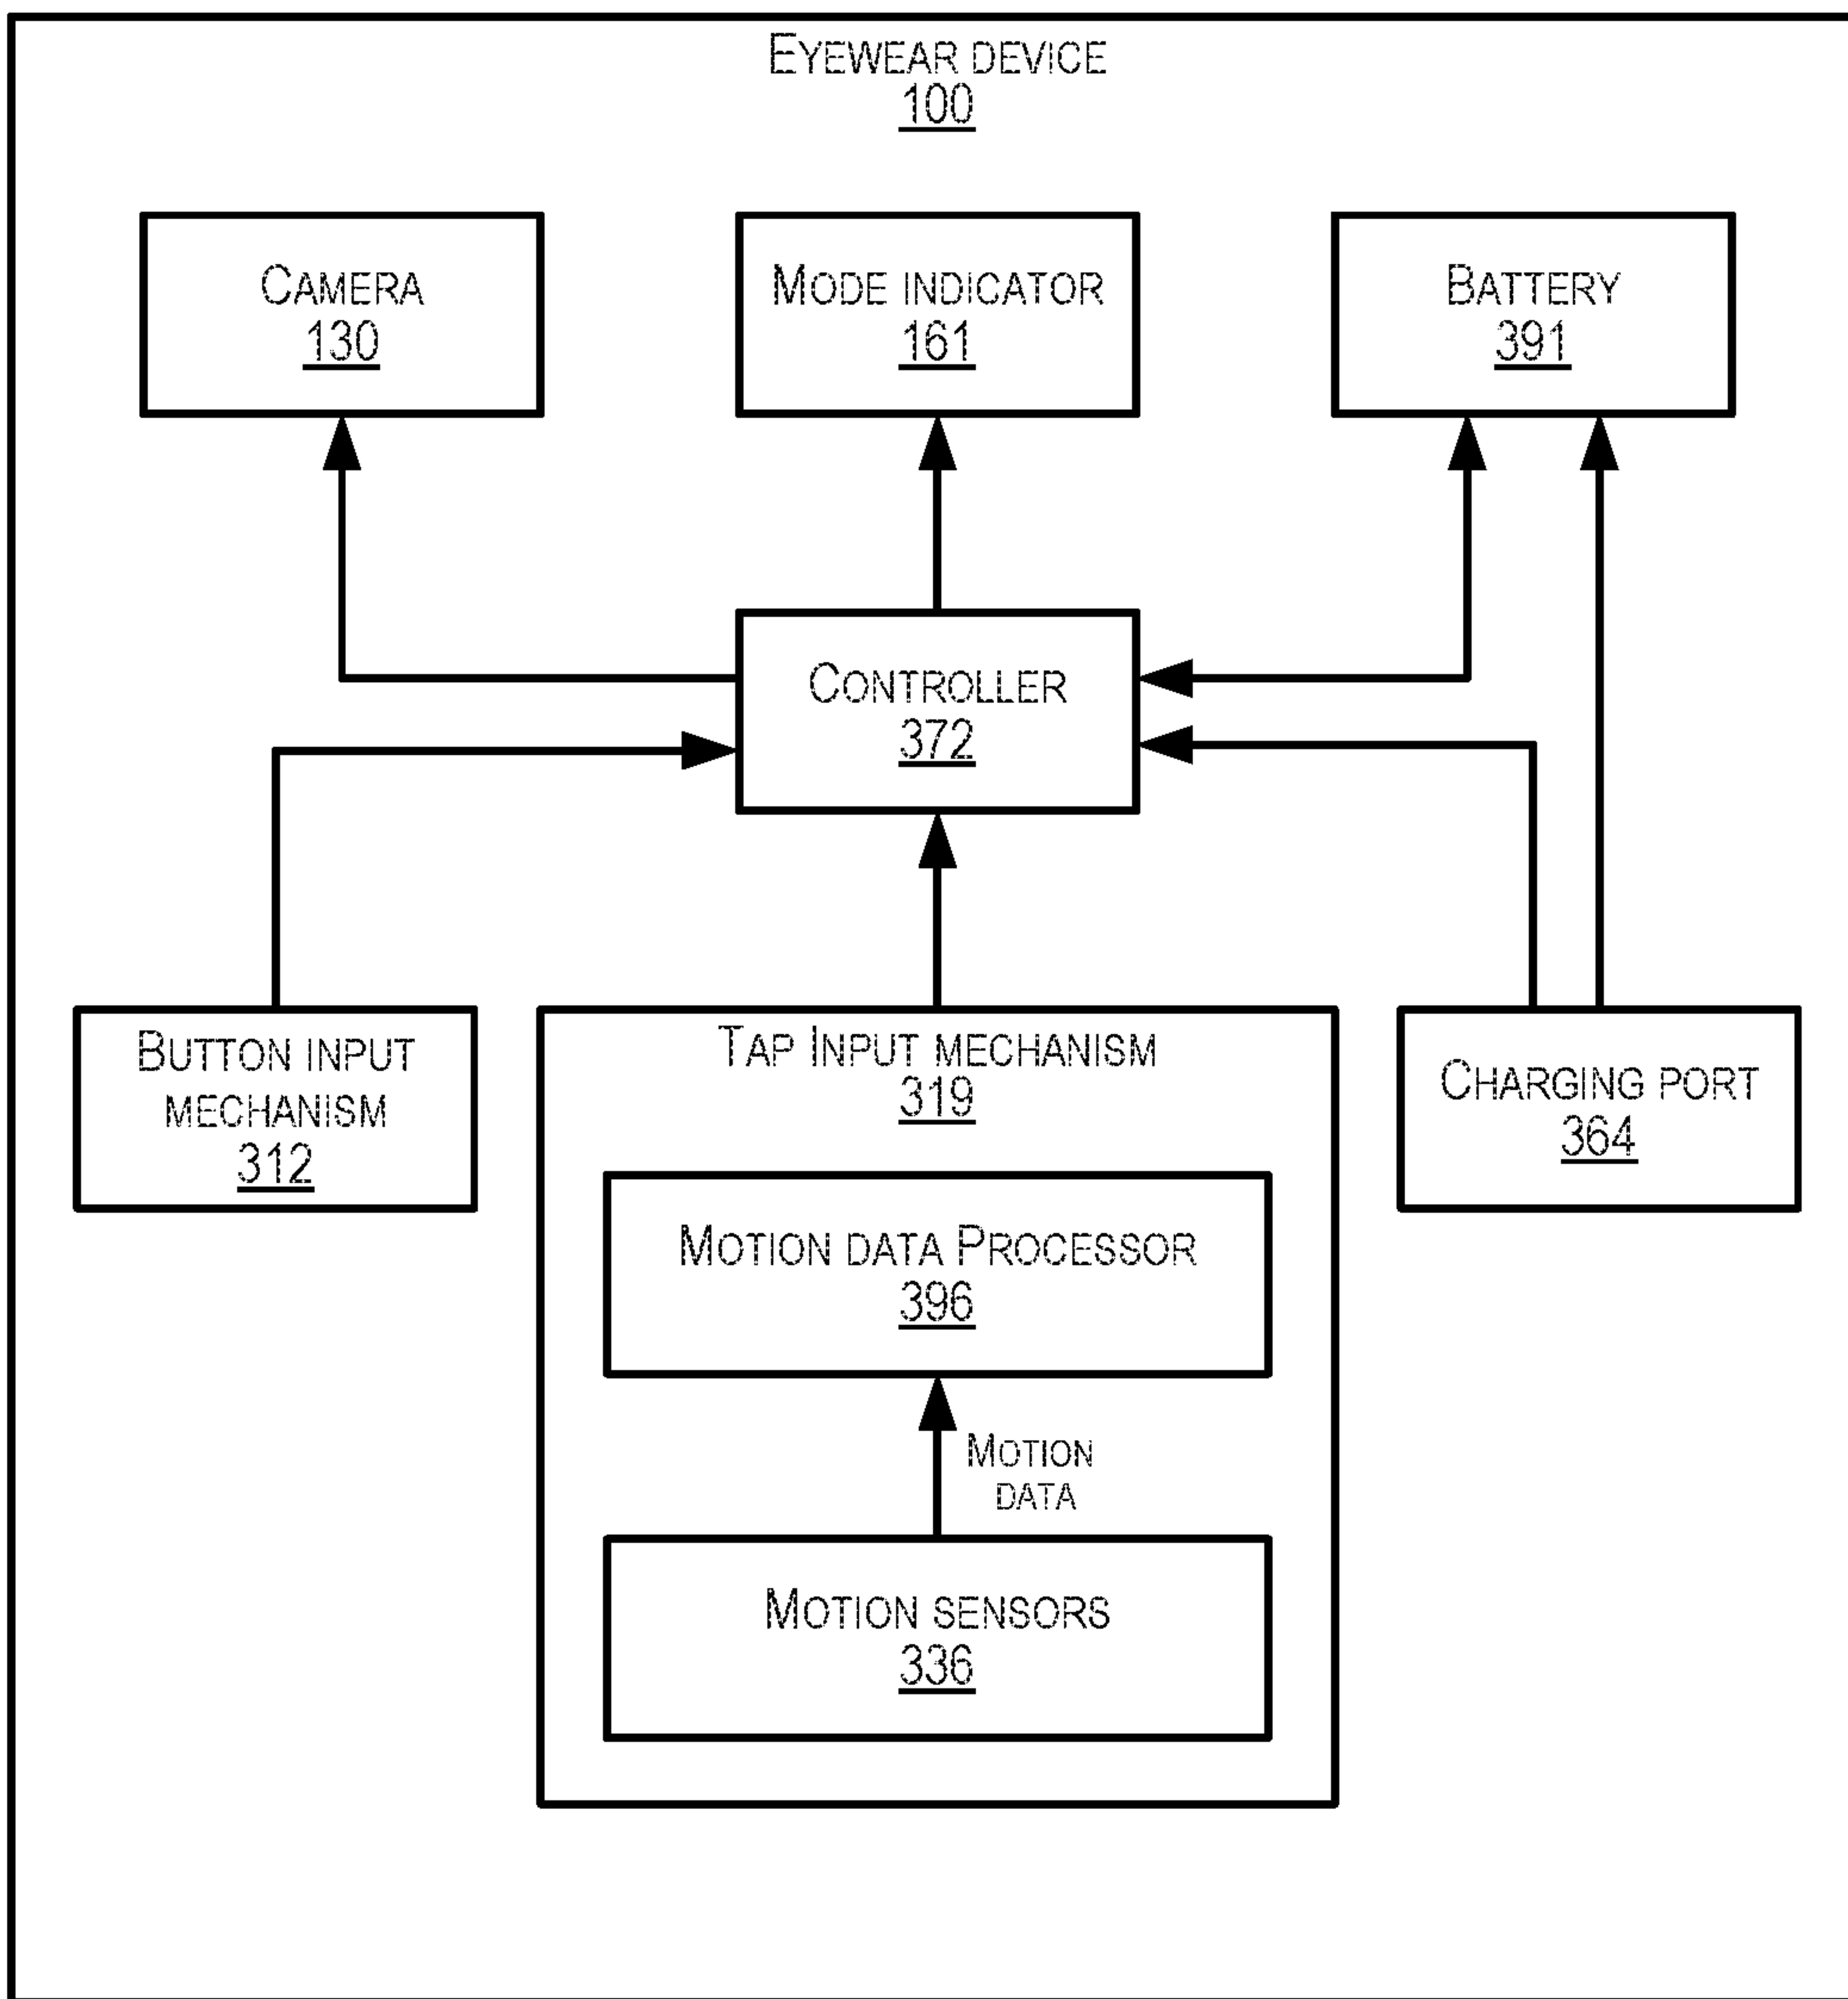 EYEWEAR DEVICE
100
CAMERA
130
MODE INDICATOR
161
BATTERY
391
CONTROLLER
372
BUTTON INPUT
MECHANISM
312
TAP INPUT MECHANISM
319
CHARGING PORT
364
MOTION DATA PROCESSOR
396
MOTION
DATA
MOTION SENSORS
336